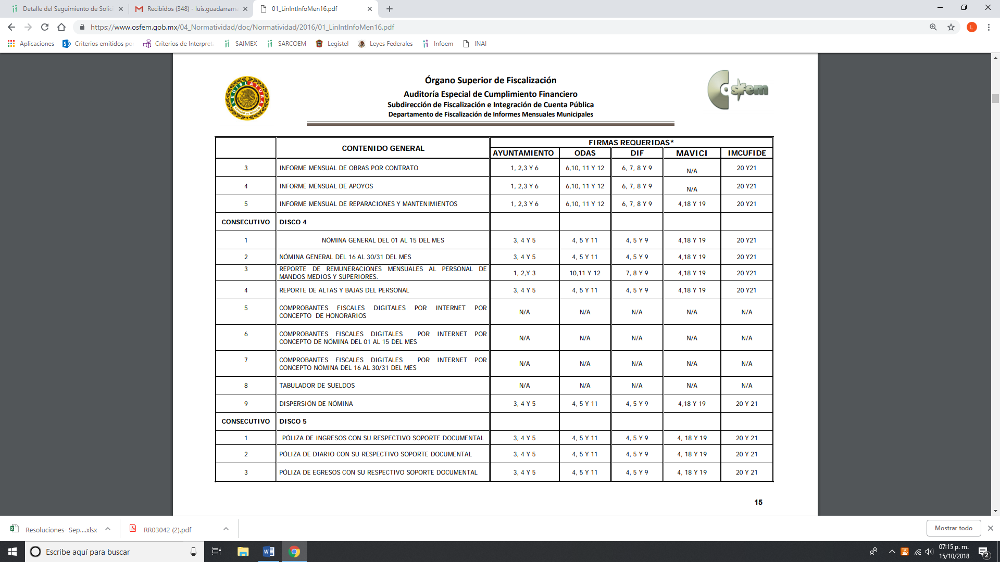 Detalle del Seguimiento de Solici
Recibidos (348) - luis.guadarrama
01_LinIntInfoMen16.pdf
https://www.osfem.gob.mx/04_Normatividad/doc/Normatividad/2016/01_LinIntInfoMen16.pdf
L
Aplicaciones Criterios emitidos po Criterios de Interpret SAIMEX SARCOEM Legistel Leyes Federales Infoem INAI
Órgano Superior de Fiscalización
Auditoría Especial de Cumplimiento Financiero
Subdirección de Fiscalización e Integración de Cuenta Pública
Departamento de Fiscalización de Informes Mensuales Municipales
LEGISLATURA
ESTADO DE MÉXICO
osfem
CONTENIDO GENERAL FIRMAS REQUERIDAS*
AYUNTAMIENTO ODAS DIF MAVICI IMCUFIDE
3 INFORME MENSUAL DE OBRAS POR CONTRATO 1, 2,3 Y 6 6,10, 11 Y 12 6, 7, 8 Y 9 N/A 20 Y21
4 INFORME MENSUAL DE APOYOS 1, 2,3 Y 6 6,10, 11 Y 12 6, 7, 8 Y 9 N/A 20 Y21
5 INFORME MENSUAL DE REPARACIONES Y MANTENIMIENTOS 1, 2,3 Y 6 6,10, 11 Y 12 6, 7, 8 Y 9 4,18 Y 19 20 Y21
CONSECUTIVO DISCO 4
1 NÓMINA GENERAL DEL 01 AL 15 DEL MES 3, 4 Y 5 4, 5 Y 11 4, 5 Y 9 4,18 Y 19 20 Y21
2 NÓMINA GENERAL DEL 16 AL 30/31 DEL MES 3, 4 Y 5 4, 5 Y 11 4, 5 Y 9 4,18 Y 19 20 Y21
3 REPORTE DE REMUNERACIONES MENSUALES AL PERSONAL DE
MANDOS MEDIOS Y SUPERIORES. 1, 2,Y 3 10,11 Y 12 7, 8 Y 9 4,18 Y 19 20 Y21
4 REPORTE DE ALTAS Y BAJAS DEL PERSONAL 3, 4 Y 5 4, 5 Y 11 4, 5 Y 9 4,18 Y 19 20 Y21
5 COMPROBANTES FISCALES DIGITALES POR INTERNET POR
CONCEPTO DE HONORARIOS N/A N/A N/A N/A N/A
6 COMPROBANTES FISCALES DIGITALES POR INTERNET POR
CONCEPTO DE NÓMINA DEL 01 AL 15 DEL MES N/A N/A N/A N/A N/A
7 COMPROBANTES FISCALES DIGITALES POR INTERNET POR
CONCEPTO NÓMINA DEL 16 AL 30/31 DEL MES N/A N/A N/A N/A N/A
8 TABULADOR DE SUELDOS N/A N/A N/A N/A N/A
9 DISPERSIÓN DE NÓMINA 3, 4 Y 5 4, 5 Y 11 4, 5 Y 9 4,18 Y 19 20 Y 21
CONSECUTIVO DISCO 5
1 PÓLIZA DE INGRESOS CON SU RESPECTIVO SOPORTE DOCUMENTAL 3, 4 Y 5 4, 5 Y 11 4, 5 Y 9 4, 18 Y 19 20 Y 21
2 PÓLIZA DE DIARIO CON SU RESPECTIVO SOPORTE DOCUMENTAL 3, 4 Y 5 4, 5 Y 11 4, 5 Y 9 4, 18 Y 19 20 Y 21
3 PÓLIZA DE EGRESOS CON SU RESPECTIVO SOPORTE DOCUMENTAL 3, 4 Y 5 4, 5 Y 11 4, 5 Y 9 4, 18 Y 19 20 Y 21
15
Resoluciones- Sep....xlsx RR03042 (2).pdf Mostrar todo
Escribe aquí para buscar
07:15 p. m.
15/10/2018
2